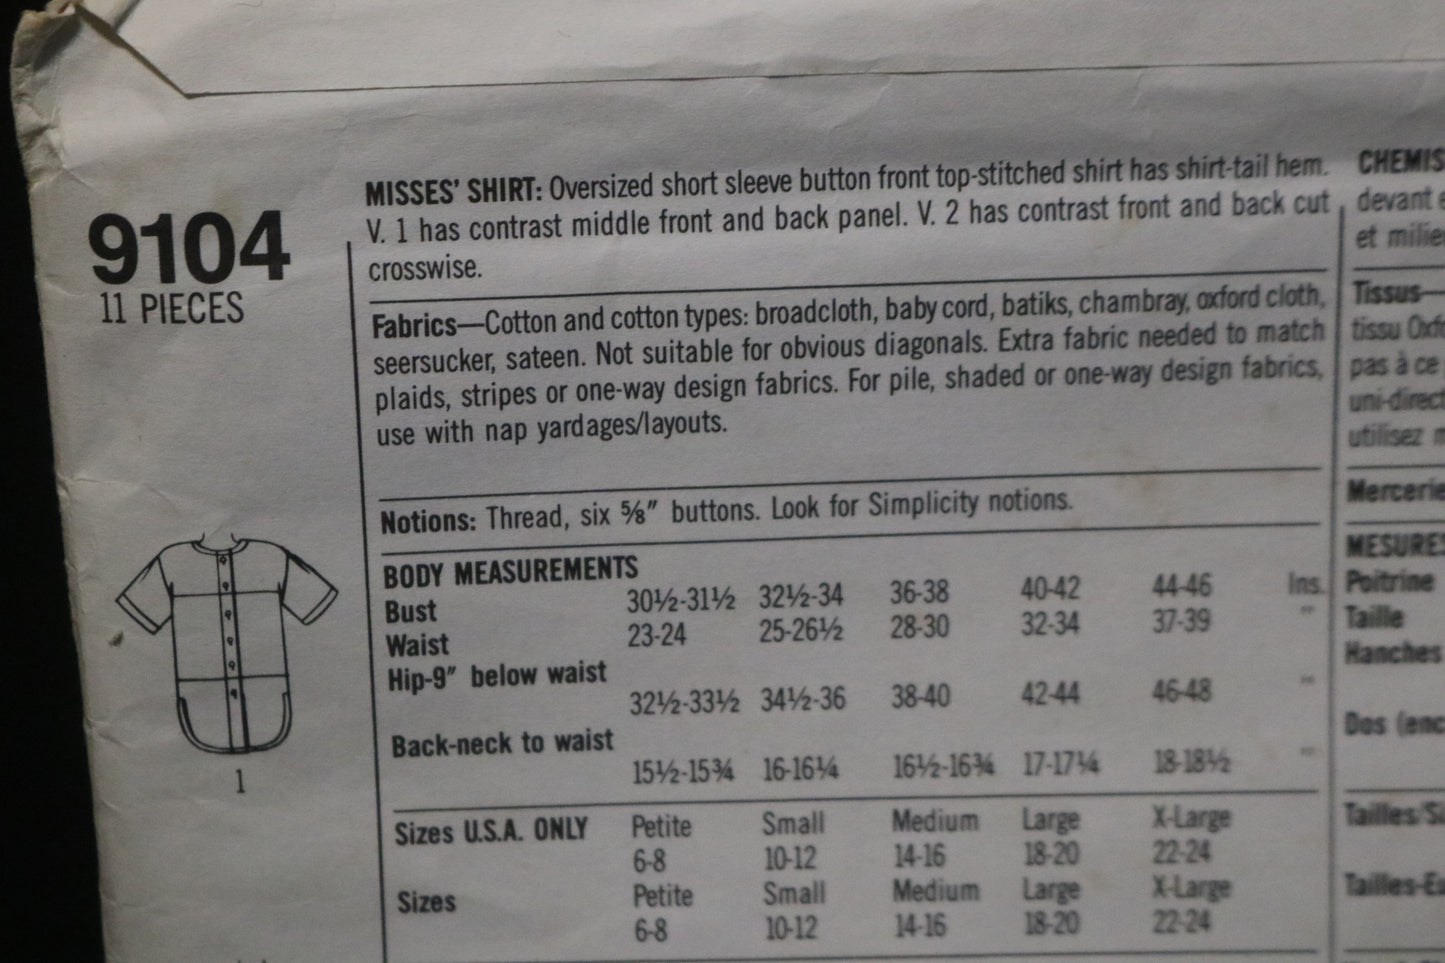 9104
11 PIECES
MISSES' SHIRT: Oversized short sleeve button front top-stitched shirt has shirt-tail hem.
V. 1 has contrast middle front and back panel. V. 2 has contrast front and back cut
crosswise.
Fabrics—Cotton and cotton types: broadcloth, baby cord, batiks, chambray, oxford cloth,
seersucker, sateen. Not suitable for obvious diagonals. Extra fabric needed to match
plaids, stripes or one-way design fabrics. For pile, shaded or one-way design fabrics,
use with nap yardages/layouts.
Notions: Thread, six ⅝" buttons. Look for Simplicity notions.
BODY MEASUREMENTS
Bust 30½-31½ 32½-34 36-38 40-42 44-46 Ins.
Waist 23-24 25-26½ 28-30 32-34 37-39 "
Hip-9" below waist
32½-33½ 34½-36 38-40 42-44 46-48 "
Back-neck to waist
15½-15¾ 16-16¼ 16½-16¾ 17-17¼ 18-18½ "
Sizes U.S.A. ONLY Petite Small Medium Large X-Large
6-8 10-12 14-16 18-20 22-24
Sizes Petite Small Medium Large X-Large
6-8 10-12 14-16 18-20 22-24
1
CHEMIS
devant e
et milie
Tissus—
tissu Oxf
pas à ce
uni-direct
utilisez
Mercerie
MESURES
Poitrine
Taille
Hanches
Dos (enc
Tailles/Si
Tailles-Eu